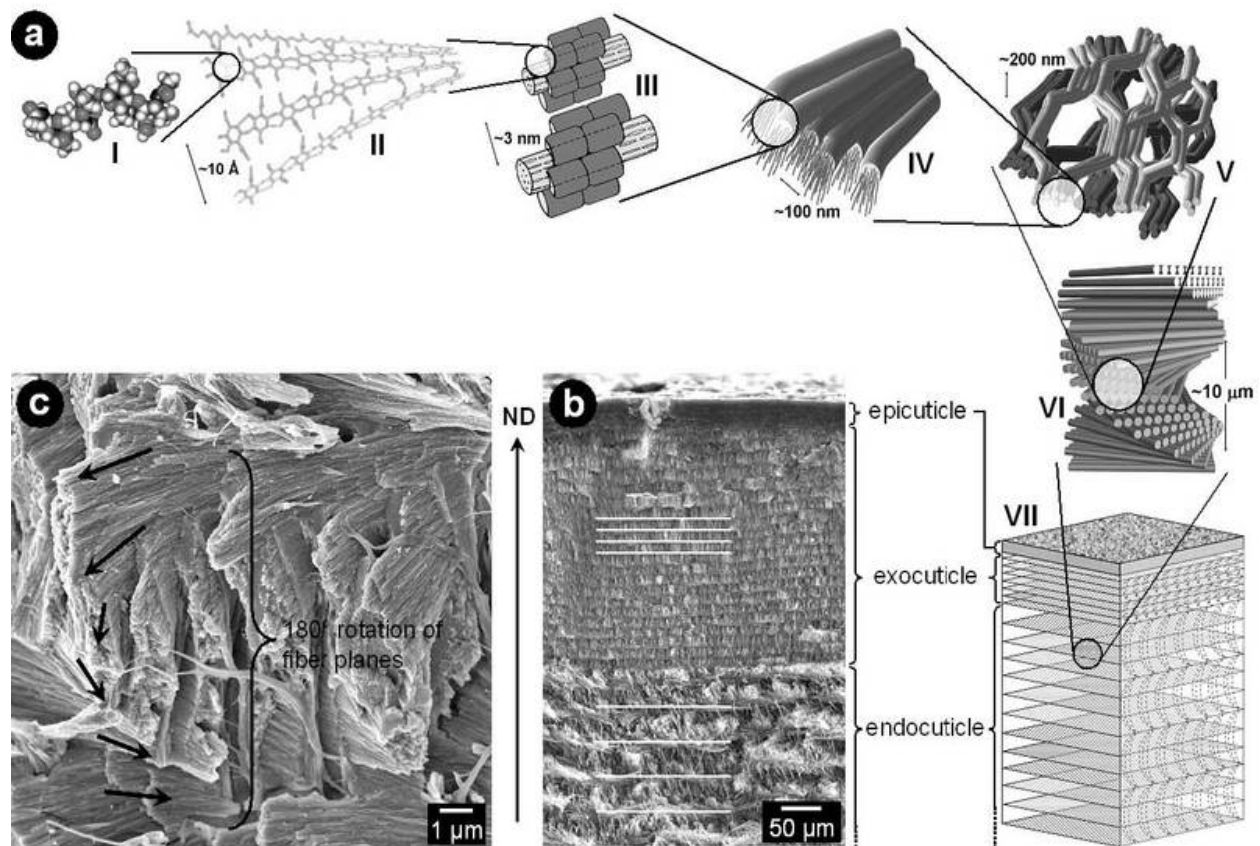 a
I
~10 Å
II
~3 nm
III
~100 nm
IV
~200 nm
V
VI
~10 µm
VII
c
180° rotation of
fiber planes
1 µm
ND
b
50 µm
epicuticle
exocuticle
endocuticle